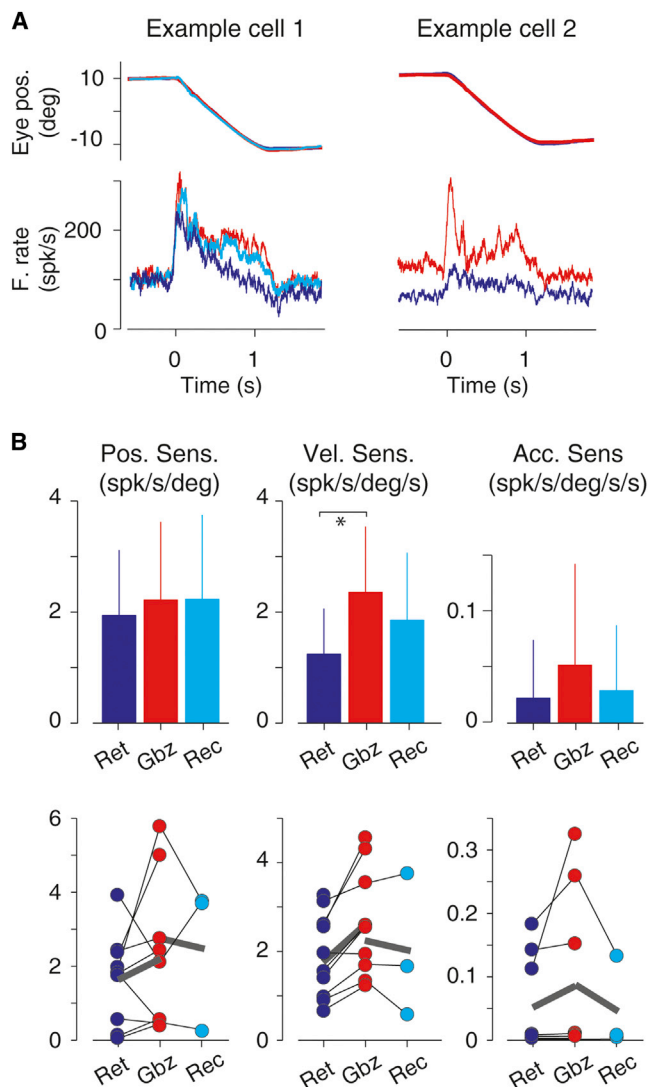 A
Example cell 1
Example cell 2
Eye pos.
(deg)
10
-10
F. rate
(spk/s)
200
0
0
1
0
1
Time (s)
Time (s)
B
Pos. Sens.
(spk/s/deg)
Vel. Sens.
(spk/s/deg/s)
Acc. Sens
(spk/s/deg/s/s)
4
2
0
Ret
Gbz
Rec
4
2
0
*
Ret
Gbz
Rec
0.1
0
Ret
Gbz
Rec
6
4
2
0
Ret
Gbz
Rec
4
2
0
Ret
Gbz
Rec
0.3
0.2
0.1
0
Ret
Gbz
Rec